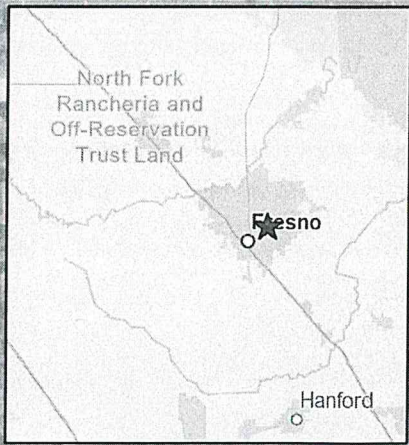 North Fork
Rancheria and
Off-Reservation
Trust Land
Fresno
Hanford